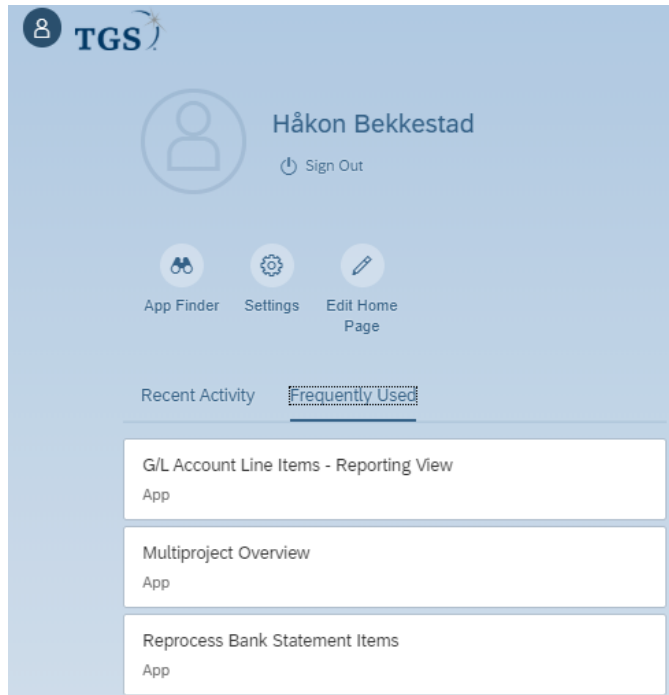 TGS
Håkon Bekkestad
Sign Out
App Finder
Settings
Edit Home
Page
Recent Activity
Frequently Used
G/L Account Line Items - Reporting View
App
Multiproject Overview
App
Reprocess Bank Statement Items
App